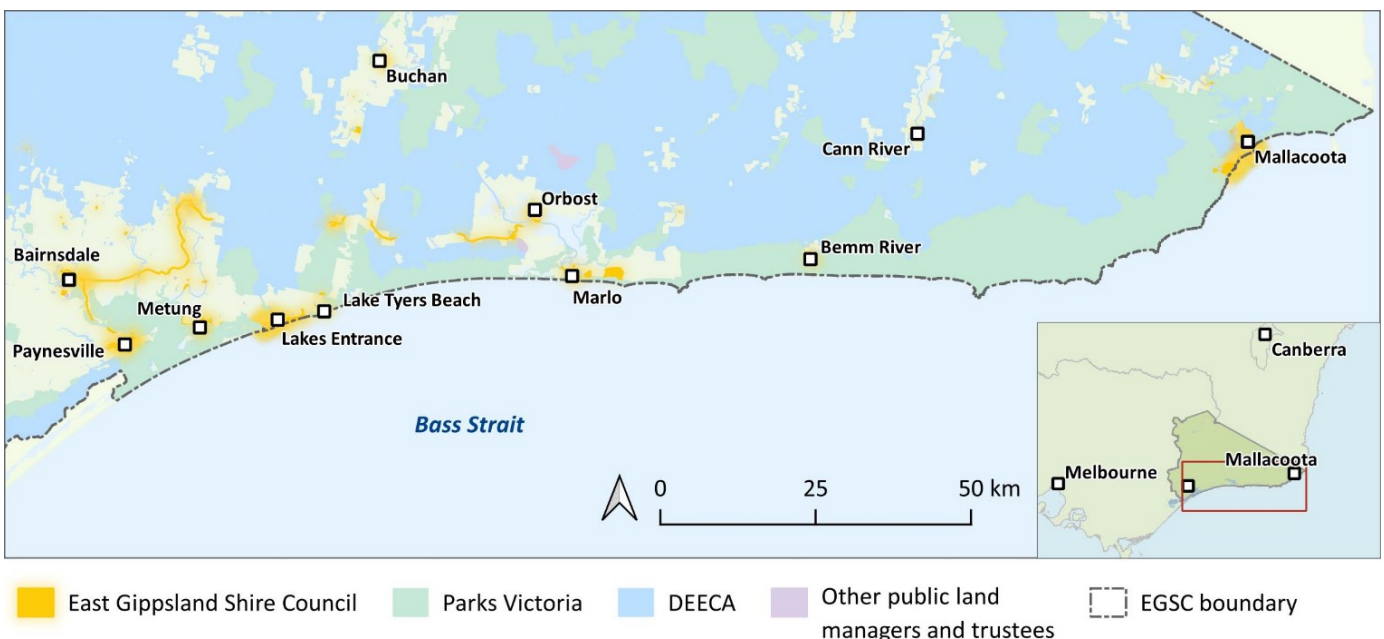 Buchan
Cann River
Mallacoota
Orbost
Bemm River
Bairnsdale
Metung
Lake Tyers Beach
Marlo
Paynesville
Lakes Entrance
Bass Strait
0 25 50 km
Canberra
Melbourne
Mallacoota
East Gippsland Shire Council
Parks Victoria
DEECA
Other public land
managers and trustees
EGSC boundary